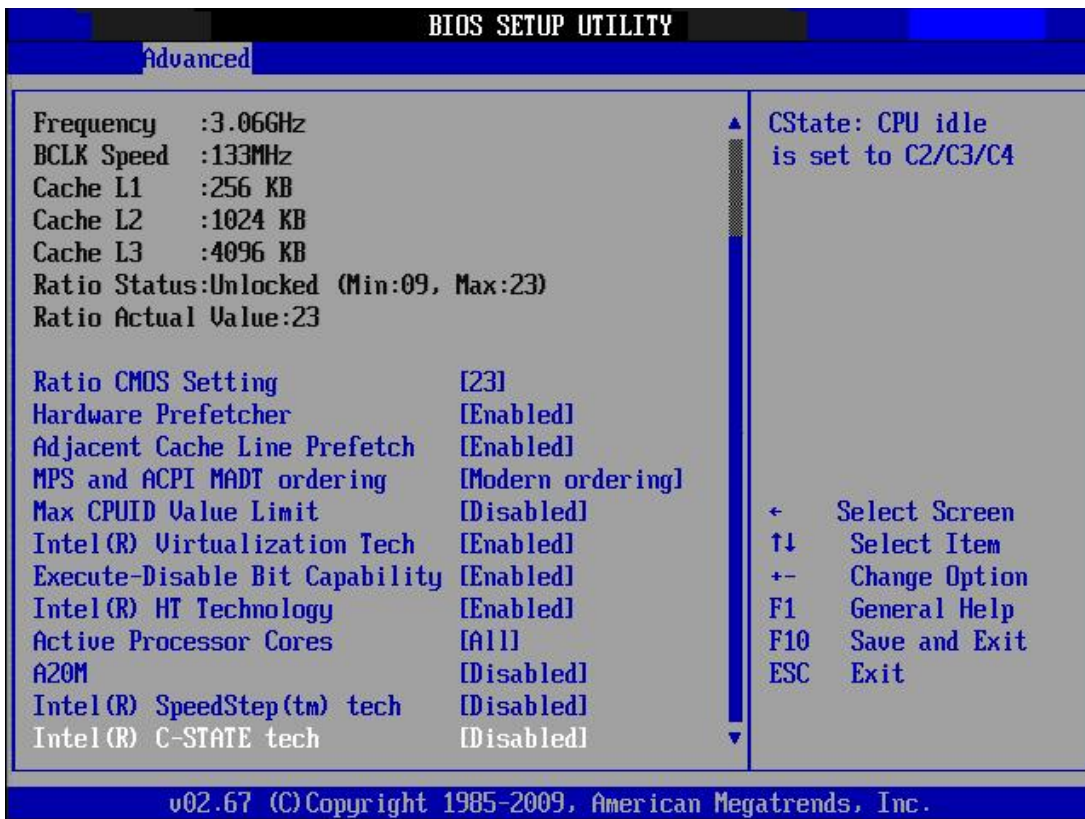 BIOS SETUP UTILITY
Advanced
Frequency :3.06GHz
BCLK Speed :133MHz
Cache L1 :256 KB
Cache L2 :1024 KB
Cache L3 :4096 KB
Ratio Status:Unlocked (Min:09, Max:23)
Ratio Actual Value:23
Ratio CMOS Setting [23]
Hardware Prefetcher [Enabled]
Adjacent Cache Line Prefetch [Enabled]
MPS and ACPI MADT ordering [Modern ordering]
Max CPUID Value Limit [Disabled]
Intel(R) Virtualization Tech [Enabled]
Execute-Disable Bit Capability [Enabled]
Intel(R) HT Technology [Enabled]
Active Processor Cores [All]
A20M [Disabled]
Intel(R) SpeedStep(tm) tech [Disabled]
Intel(R) C-STATE tech [Disabled]
CState: CPU idle
is set to C2/C3/C4
← Select Screen
↑↓ Select Item
+- Change Option
F1 General Help
F10 Save and Exit
ESC Exit
v02.67 (C)Copyright 1985-2009, American Megatrends, Inc.